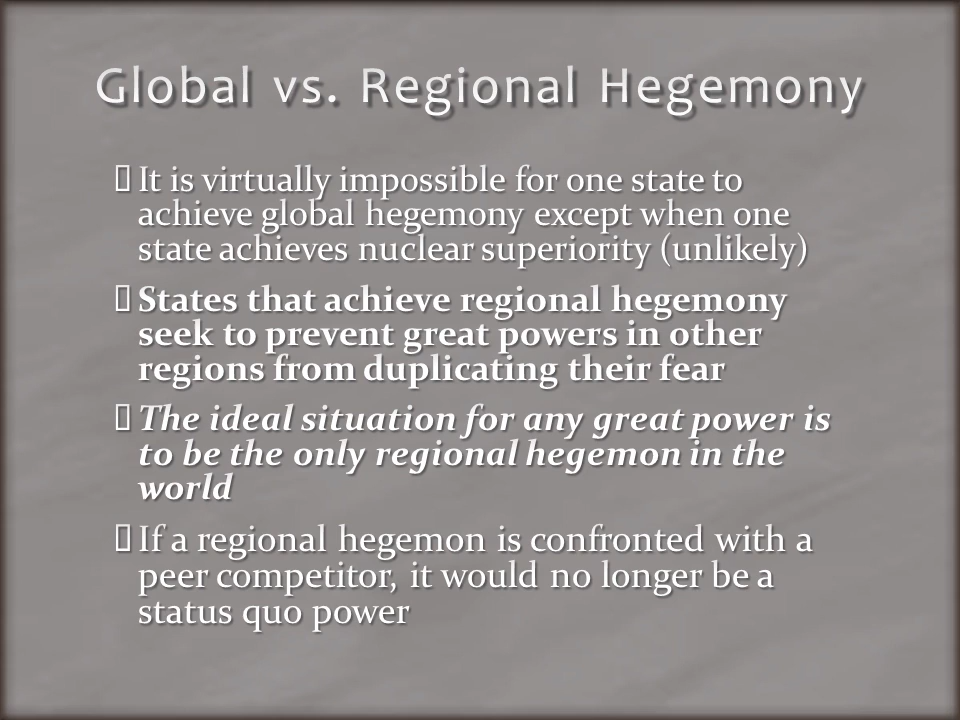 Global vs. Regional Hegemony
It is virtually impossible for one state to
achieve global hegemony except when one
state achieves nuclear superiority (unlikely)
States that achieve regional hegemony
seek to prevent great powers in other
regions from duplicating their fear
The ideal situation for any great power is
to be the only regional hegemon in the
world
If a regional hegemon is confronted with a
peer competitor, it would no longer be a
status quo power